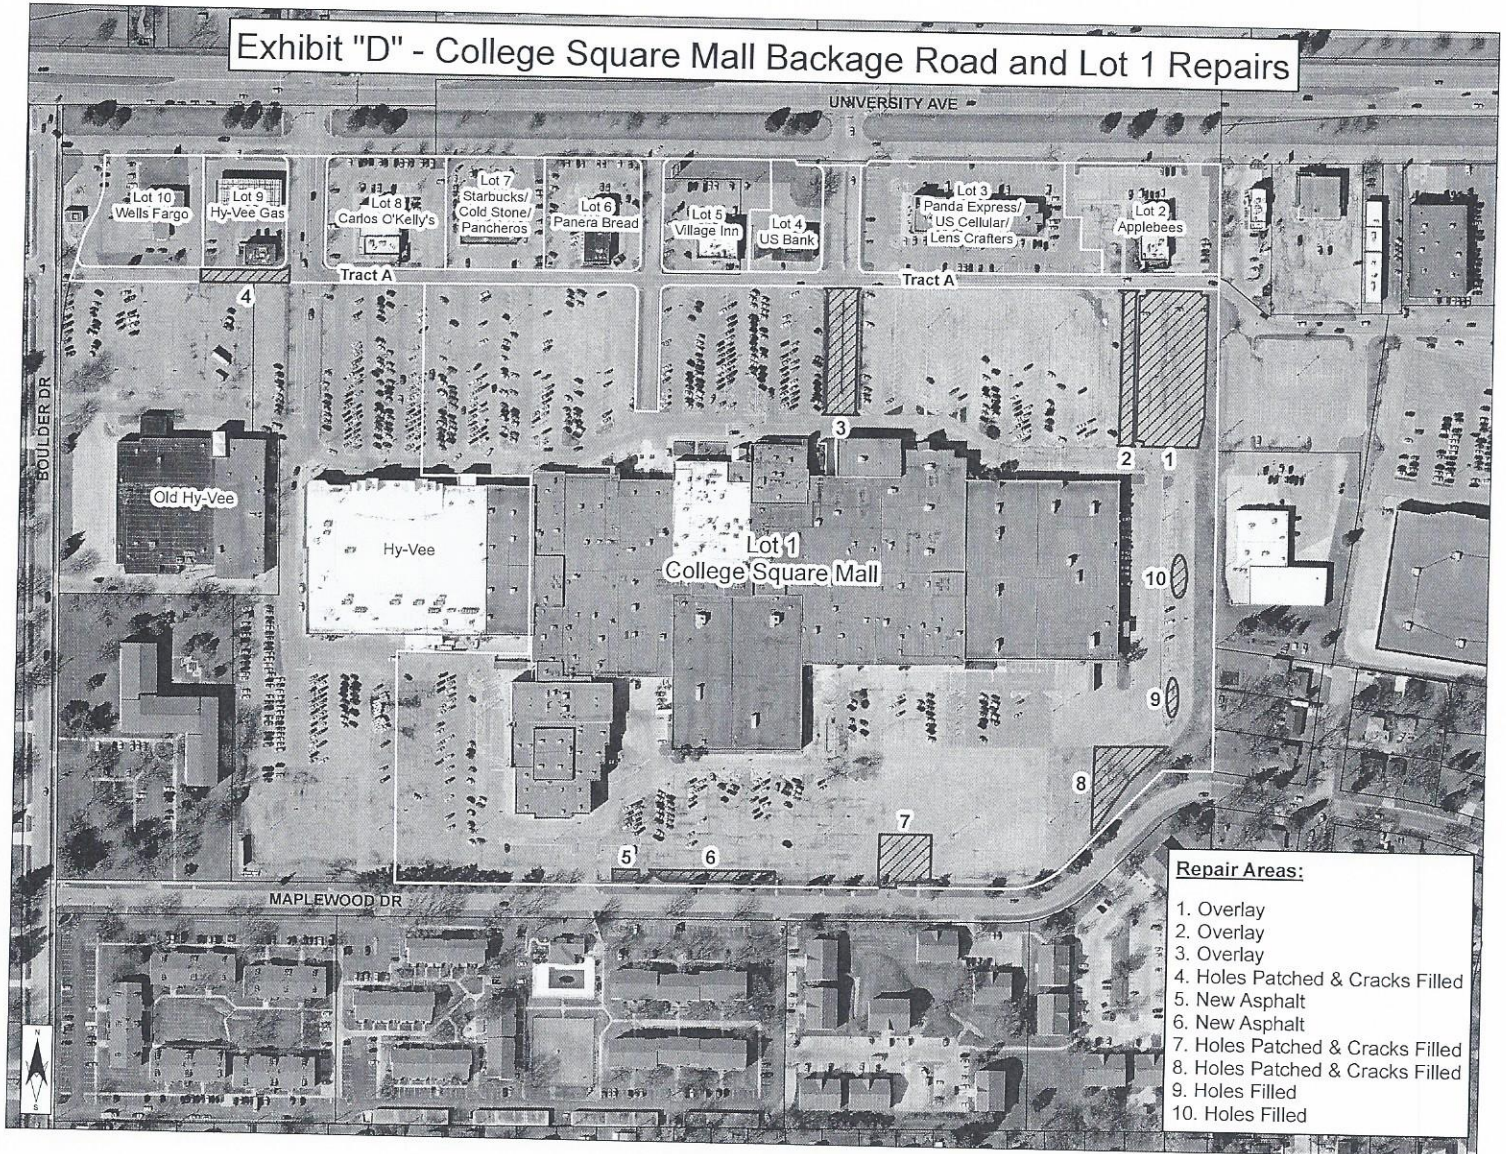 Exhibit "D" - College Square Mall Backage Road and Lot 1 Repairs
UNIVERSITY AVE
Lot 10
Wells Fargo
Lot 9
Hy-Vee Gas
Lot 8
Carlos O'Kelly's
Lot 7
Starbucks/
Cold Stone/
Pancheros
Lot 6
Panera Bread
Lot 5
Village Inn
Lot 4
US Bank
Lot 3
Panda Express/
US Cellular/
Lens Crafters
Lot 2
Applebees
Tract A
Tract A
4
3
2
1
BOULDER DR
Old Hy-Vee
Hy-Vee
Lot 1
College Square Mall
10
9
8
7
5
6
MAPLEWOOD DR
Repair Areas:
1. Overlay
2. Overlay
3. Overlay
4. Holes Patched & Cracks Filled
5. New Asphalt
6. New Asphalt
7. Holes Patched & Cracks Filled
8. Holes Patched & Cracks Filled
9. Holes Filled
10. Holes Filled
N
S